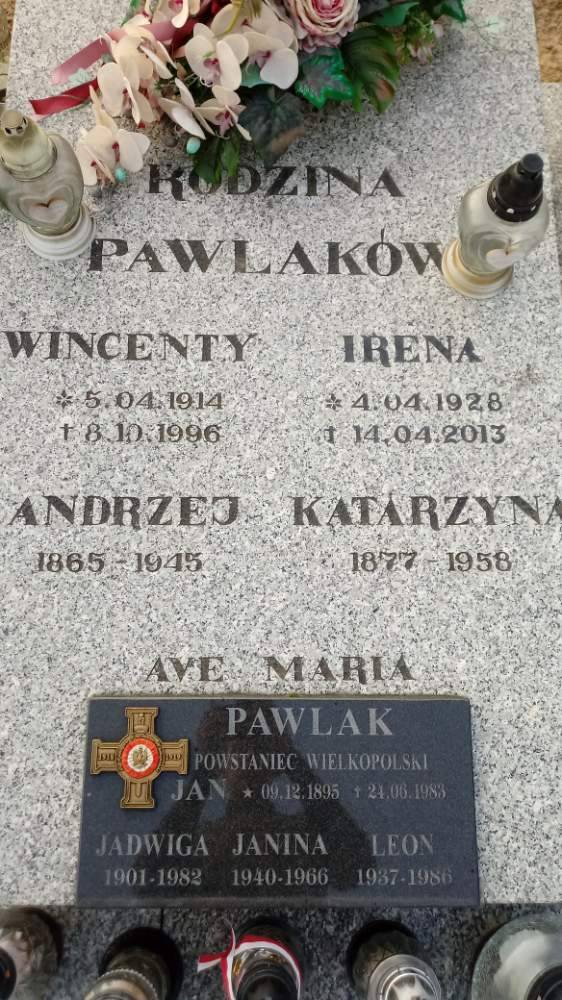 RODZINA
PAWLAKÓW
WINCENTY IRENA
* 5.04.1914 * 4.04.1928
† 8.10.1996 † 14.04.2013
ANDRZEJ KATARZYNA
1865 - 1945 1877 - 1958
AVE MARIA
PAWLAK
POWSTANIEC WIELKOPOLSKI
JAN * 09.12.1895 † 24.06.1983
JADWIGA JANINA LEON
1901-1982 1940-1966 1937-1986